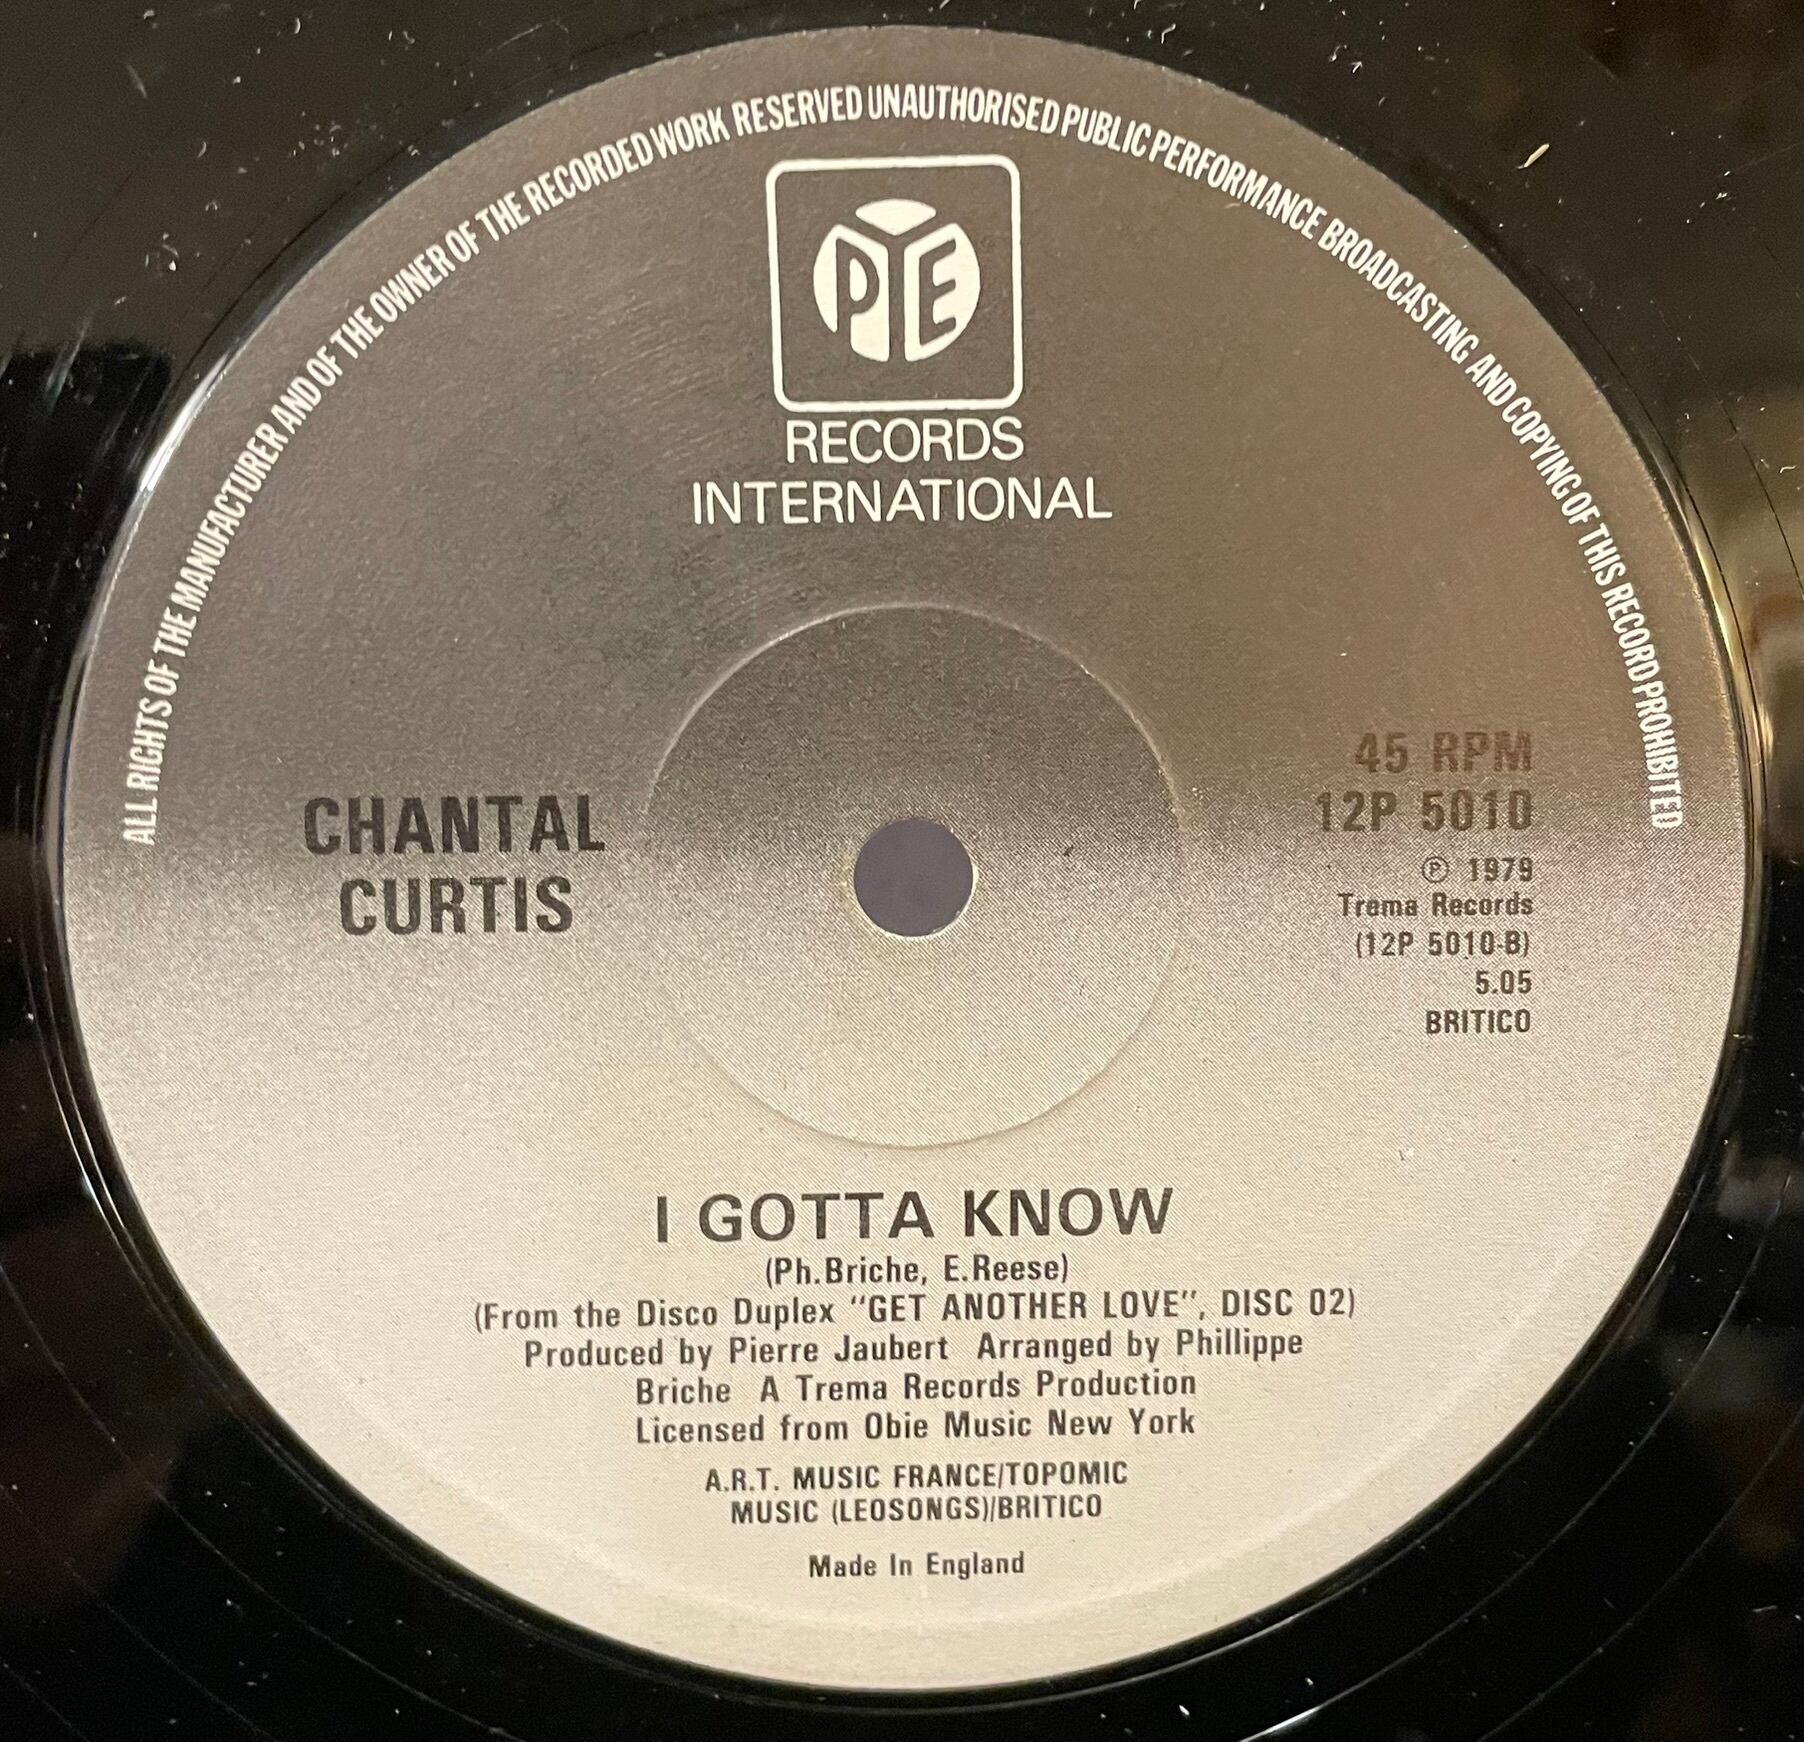 ALL RIGHTS OF THE MANUFACTURER AND OF THE OWNER OF THE RECORDED WORK RESERVED UNAUTHORISED PUBLIC PERFORMANCE BROADCASTING AND COPYING OF THIS RECORD PROHIBITED
PYE
RECORDS
INTERNATIONAL
CHANTAL
CURTIS
45 RPM
12P 5010
℗ 1979
Trema Records
(12P 5010-B)
5.05
BRITICO
I GOTTA KNOW
(Ph.Briche, E.Reese)
(From the Disco Duplex "GET ANOTHER LOVE", DISC 02)
Produced by Pierre Jaubert Arranged by Phillippe
Briche A Trema Records Production
Licensed from Obie Music New York
A.R.T. MUSIC FRANCE/TOPOMIC
MUSIC (LEOSONGS)/BRITICO
Made In England